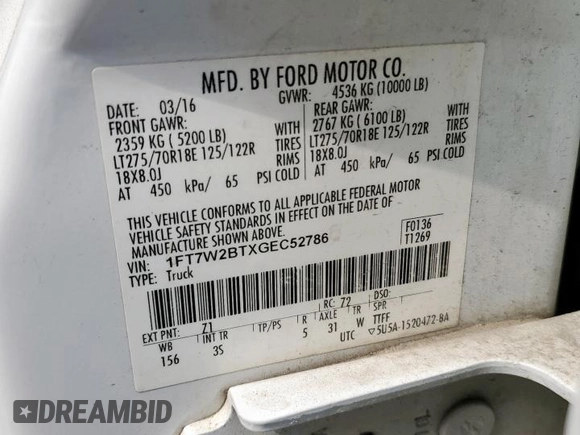 MFD. BY FORD MOTOR CO.
DATE: 03/16 GVWR: 4536 KG (10000 LB)
FRONT GAWR: REAR GAWR:
2359 KG ( 5200 LB) WITH 2767 KG ( 6100 LB) WITH
LT275/70R18E 125/122R TIRES LT275/70R18E 125/122R TIRES
18X8.0J RIMS 18X8.0J RIMS
AT 450 kPa/ 65 PSI COLD AT 450 kPa/ 65 PSI COLD
THIS VEHICLE CONFORMS TO ALL APPLICABLE FEDERAL MOTOR
VEHICLE SAFETY STANDARDS IN EFFECT ON THE DATE OF
MANUFACTURE SHOWN ABOVE.
VIN: 1FT7W2BTXGEC52786 F0136
TYPE: Truck T1269
EXT PNT: Z1 RC: Z2 DSO:
WB INT TR TP/PS R AXLE TR TTFF
156 3S 5 31 W
UTC ▽5U5A-1520472-BA
DREAMBID